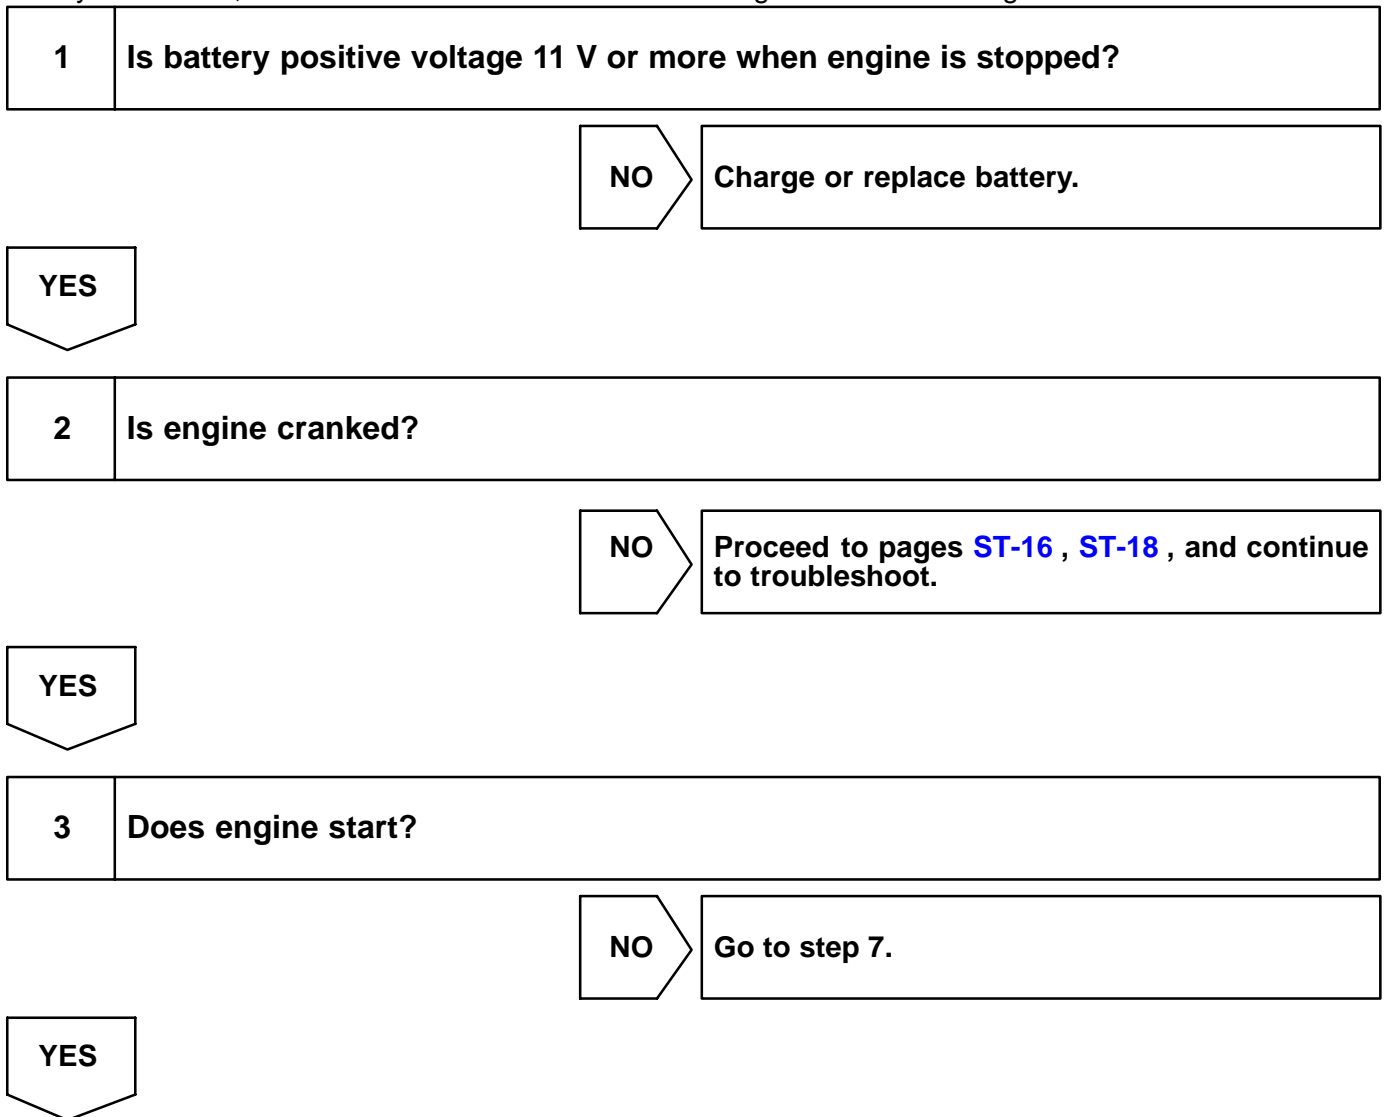 1 Is battery positive voltage 11 V or more when engine is stopped?
NO Charge or replace battery.
YES
2 Is engine cranked?
NO Proceed to pages ST-16 , ST-18 , and continue
to troubleshoot.
YES
3 Does engine start?
NO Go to step 7.
YES